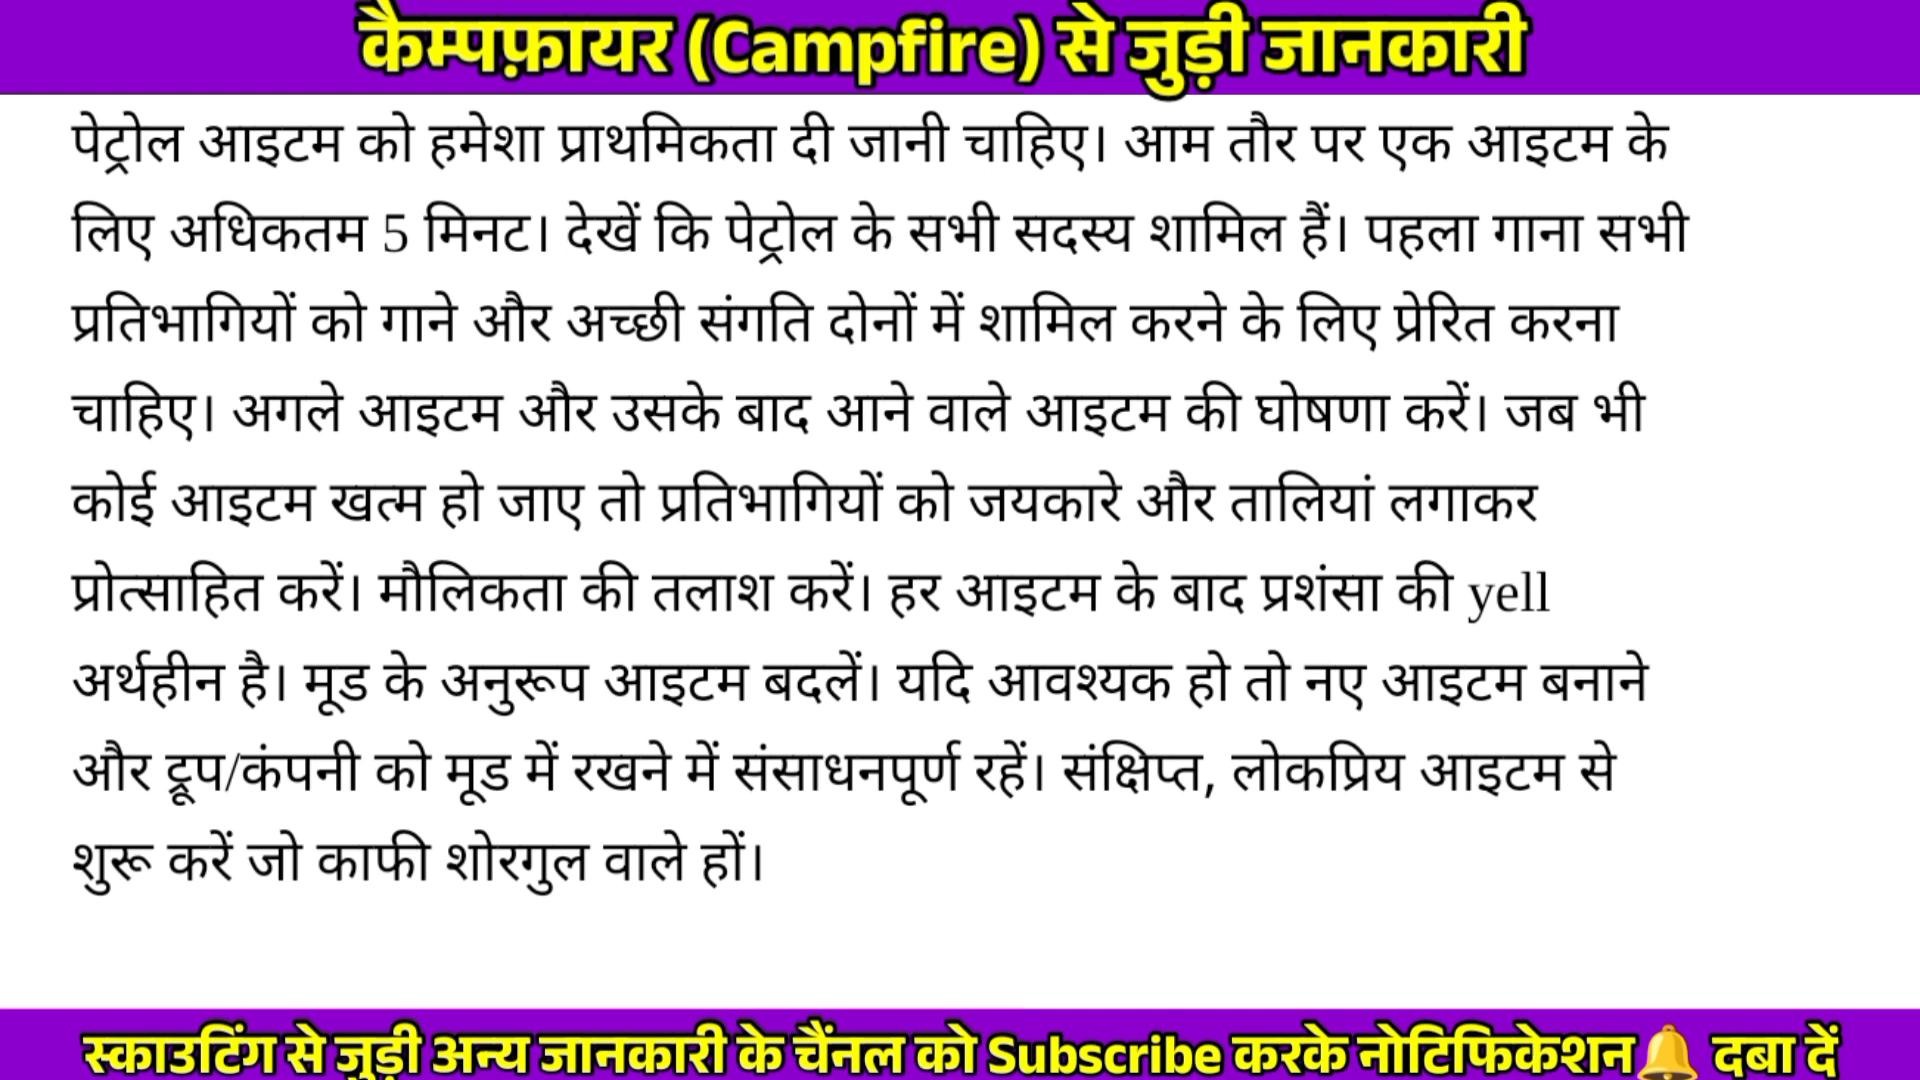 कैम्पफ़ायर (Campfire) से जुड़ी जानकारी
पेट्रोल आइटम को हमेशा प्राथमिकता दी जानी चाहिए। आम तौर पर एक आइटम के
लिए अधिकतम 5 मिनट। देखें कि पेट्रोल के सभी सदस्य शामिल हैं। पहला गाना सभी
प्रतिभागियों को गाने और अच्छी संगति दोनों में शामिल करने के लिए प्रेरित करना
चाहिए। अगले आइटम और उसके बाद आने वाले आइटम की घोषणा करें। जब भी
कोई आइटम खत्म हो जाए तो प्रतिभागियों को जयकारे और तालियां लगाकर
प्रोत्साहित करें। मौलिकता की तलाश करें। हर आइटम के बाद प्रशंसा की yell
अर्थहीन है। मूड के अनुरूप आइटम बदलें। यदि आवश्यक हो तो नए आइटम बनाने
और ट्रूप/कंपनी को मूड में रखने में संसाधनपूर्ण रहें। संक्षिप्त, लोकप्रिय आइटम से
शुरू करें जो काफी शोरगुल वाले हों।
स्काउटिंग से जुड़ी अन्य जानकारी के चैंनल को Subscribe करके नोटिफिकेशन🔔 दबा दें